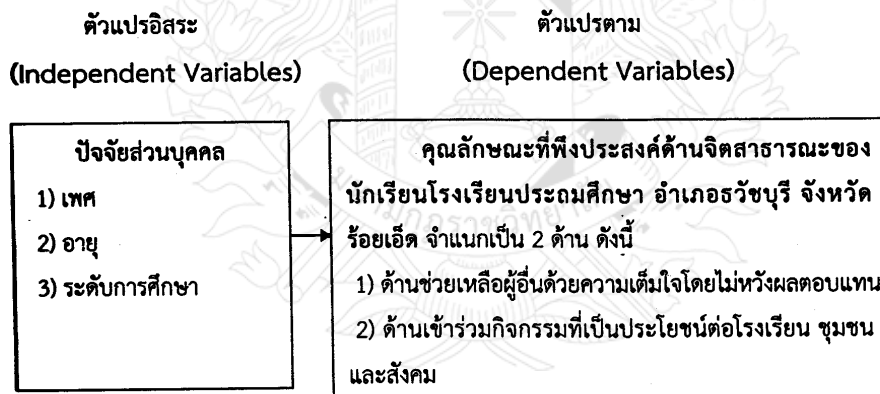 ตัวแปรอิสระ
(Independent Variables)
ตัวแปรตาม
(Dependent Variables)
ปัจจัยส่วนบุคคล
1) เพศ
2) อายุ
3) ระดับการศึกษา
คุณลักษณะที่พึงประสงค์ด้านจิตสาธารณะของ
นักเรียนโรงเรียนประถมศึกษา อำเภอธวัชบุรี จังหวัด
ร้อยเอ็ด จำแนกเป็น 2 ด้าน ดังนี้
1) ด้านช่วยเหลือผู้อื่นด้วยความเต็มใจโดยไม่หวังผลตอบแทน
2) ด้านเข้าร่วมกิจกรรมที่เป็นประโยชน์ต่อโรงเรียน ชุมชน
และสังคม